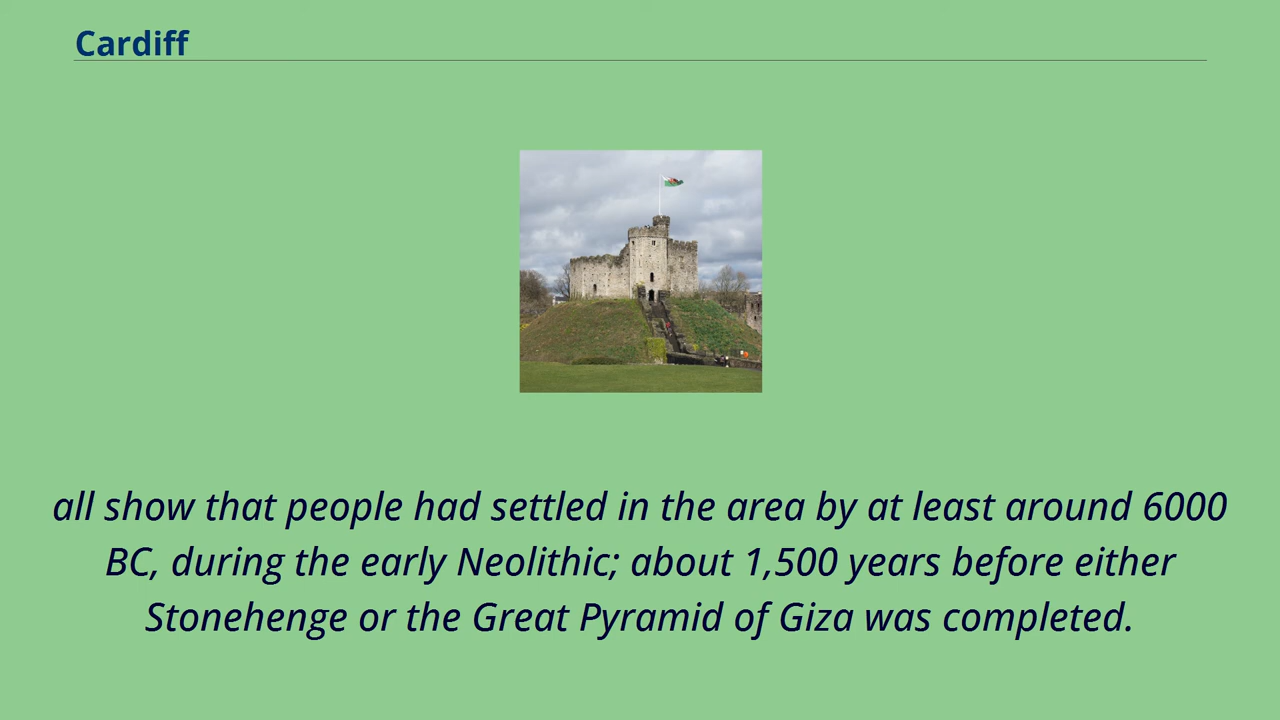 Cardiff
all show that people had settled in the area by at least around 6000
BC, during the early Neolithic; about 1,500 years before either
Stonehenge or the Great Pyramid of Giza was completed.